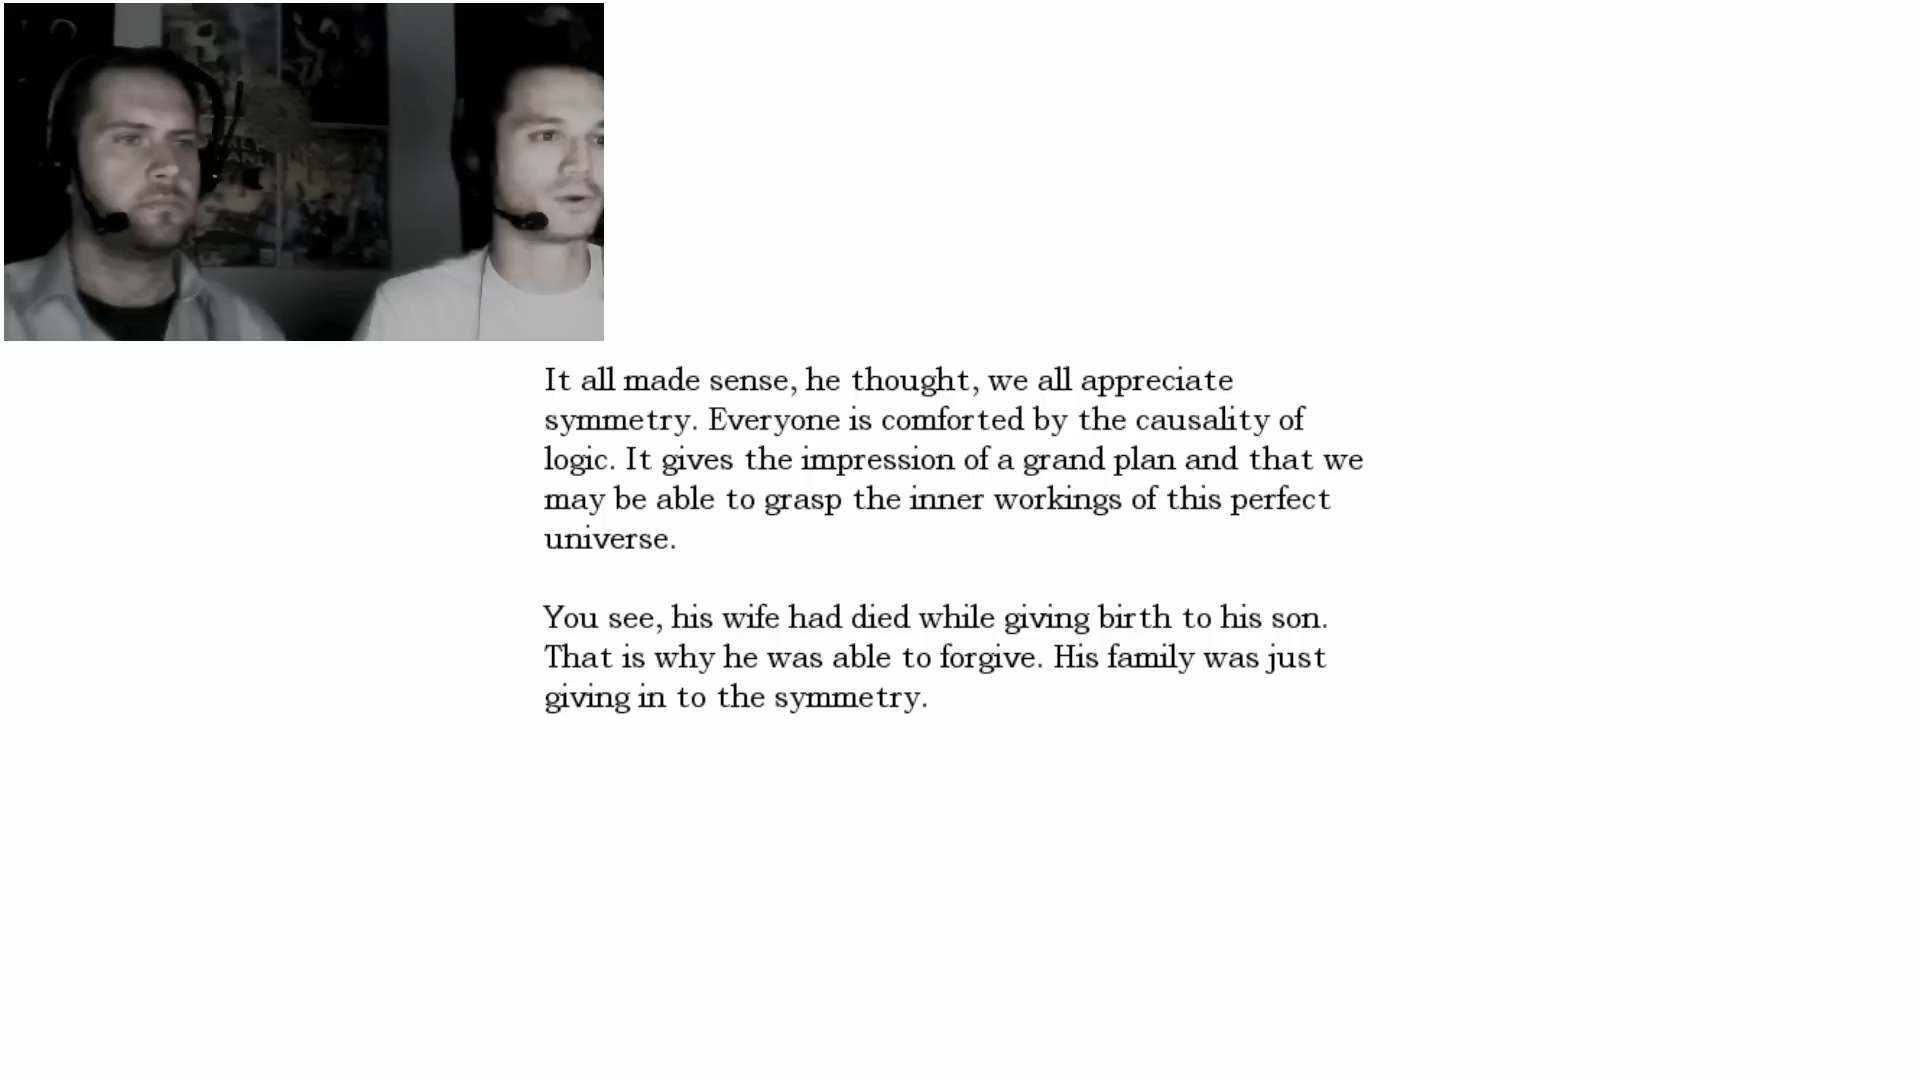 It all made sense, he thought, we all appreciate
symmetry. Everyone is comforted by the causality of
logic. It gives the impression of a grand plan and that we
may be able to grasp the inner workings of this perfect
universe.
You see, his wife had died while giving birth to his son.
That is why he was able to forgive. His family was just
giving in to the symmetry.